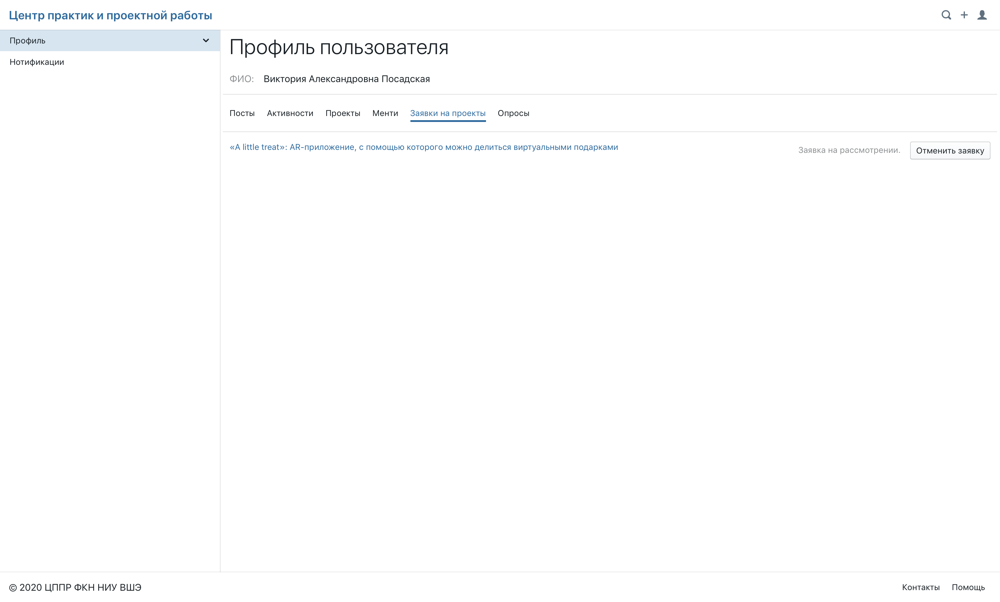 Центр практик и проектной работы
Профиль
Нотификации
Профиль пользователя
ФИО: Виктория Александровна Посадская
Посты Активности Проекты Менти Заявки на проекты Опросы
«A little treat»: AR-приложение, с помощью которого можно делиться виртуальными подарками
Заявка на рассмотрении. Отменить заявку
© 2020 ЦППР ФКН НИУ ВШЭ
Контакты Помощь